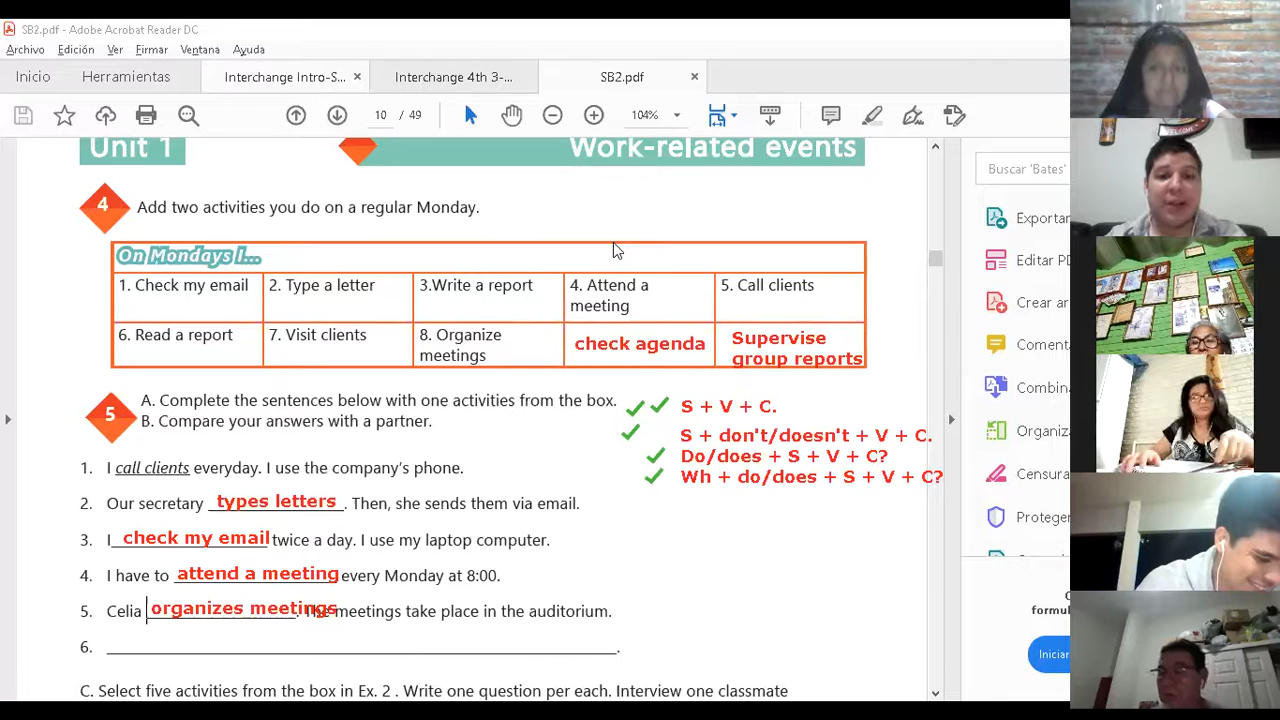 SB2.pdf - Adobe Acrobat Reader DC
Archivo Edición Ver Firmar Ventana Ayuda
Inicio Herramientas Interchange Intro-S... × Interchange 4th 3-... SB2.pdf ×
10 / 49 104%
Unit 1 Work-related events
4 Add two activities you do on a regular Monday.
On Mondays I...
1. Check my email 2. Type a letter 3.Write a report 4. Attend a meeting 5. Call clients
6. Read a report 7. Visit clients 8. Organize meetings check agenda Supervise group reports
5 A. Complete the sentences below with one activities from the box.
B. Compare your answers with a partner.
S + V + C.
S + don't/doesn't + V + C.
Do/does + S + V + C?
Wh + do/does + S + V + C?
1. I call clients everyday. I use the company's phone.
2. Our secretary types letters. Then, she sends them via email.
3. I check my email twice a day. I use my laptop computer.
4. I have to attend a meeting every Monday at 8:00.
5. Celia organizes meetings. The meetings take place in the auditorium.
6. .
C. Select five activities from the box in Ex. 2 . Write one question per each. Interview one classmate
Buscar 'Bates'
Exportar
Editar PD
Crear ar
Coment
Combin
Organiz
Censura
Proteger
formul
Iniciar